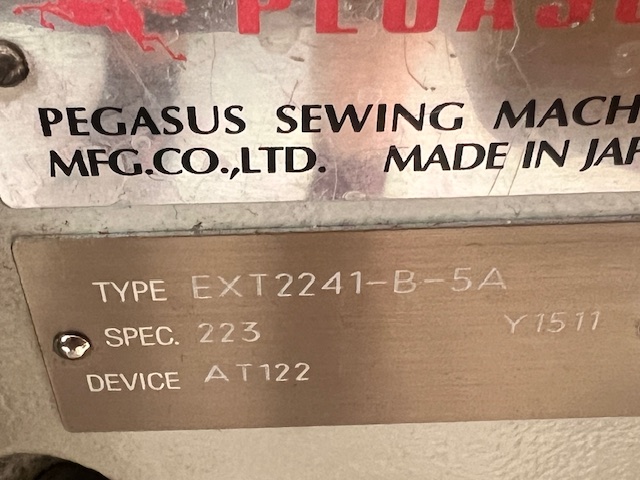 PEGASUS SEWING MACH
MFG.CO.,LTD. MADE IN JAP
TYPE EXT2241-B-5A
SPEC. 223 Y1511
DEVICE AT122